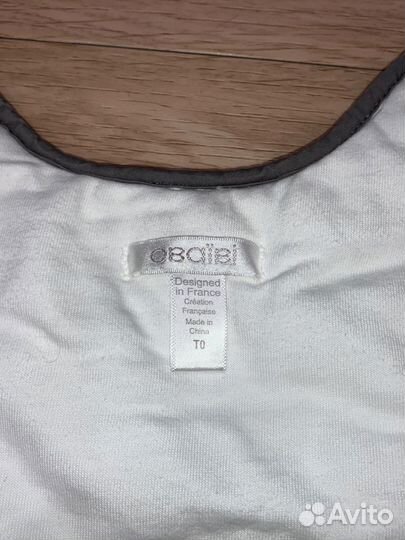 obaïbi
Designed
in France
Création
Française
Made in
China
T0
Avito